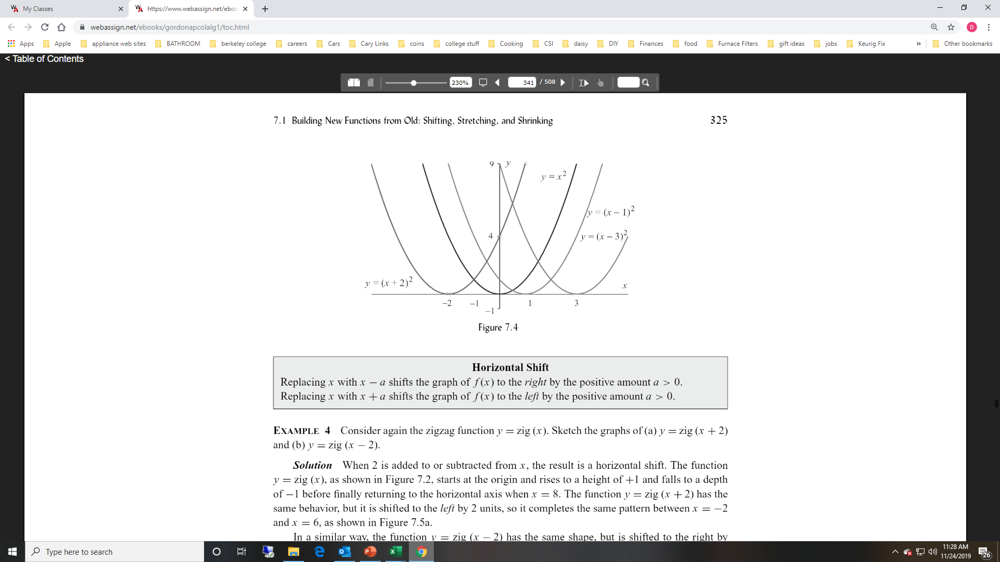 My Classes
https://www.webassign.net/eboo
webassign.net/ebooks/gordonapcolalg1/toc.html
D
Apps Apple appliance web sites BATHROOM berkeley college careers Cars Cary Links coins college stuff Cooking CSI daisy DIY Finances food Furnace Filters gift ideas jobs Keurig Fix » Other bookmarks
< Table of Contents
230% 341 / 508
7.1 Building New Functions from Old: Shifting, Stretching, and Shrinking 325
9 y
y = x²
y = (x − 1)²
4
y = (x − 3)²
y = (x + 2)²
x
−2 −1 1 3
−1
Figure 7.4
Horizontal Shift
Replacing x with x − a shifts the graph of f(x) to the right by the positive amount a > 0.
Replacing x with x + a shifts the graph of f(x) to the left by the positive amount a > 0.
EXAMPLE 4 Consider again the zigzag function y = zig (x). Sketch the graphs of (a) y = zig (x + 2)
and (b) y = zig (x − 2).
Solution When 2 is added to or subtracted from x, the result is a horizontal shift. The function
y = zig (x), as shown in Figure 7.2, starts at the origin and rises to a height of +1 and falls to a depth
of −1 before finally returning to the horizontal axis when x = 8. The function y = zig (x + 2) has the
same behavior, but it is shifted to the left by 2 units, so it completes the same pattern between x = −2
and x = 6, as shown in Figure 7.5a.
In a similar way, the function y = zig (x − 2) has the same shape, but is shifted to the right by
Type here to search
11:28 AM
11/24/2019
26